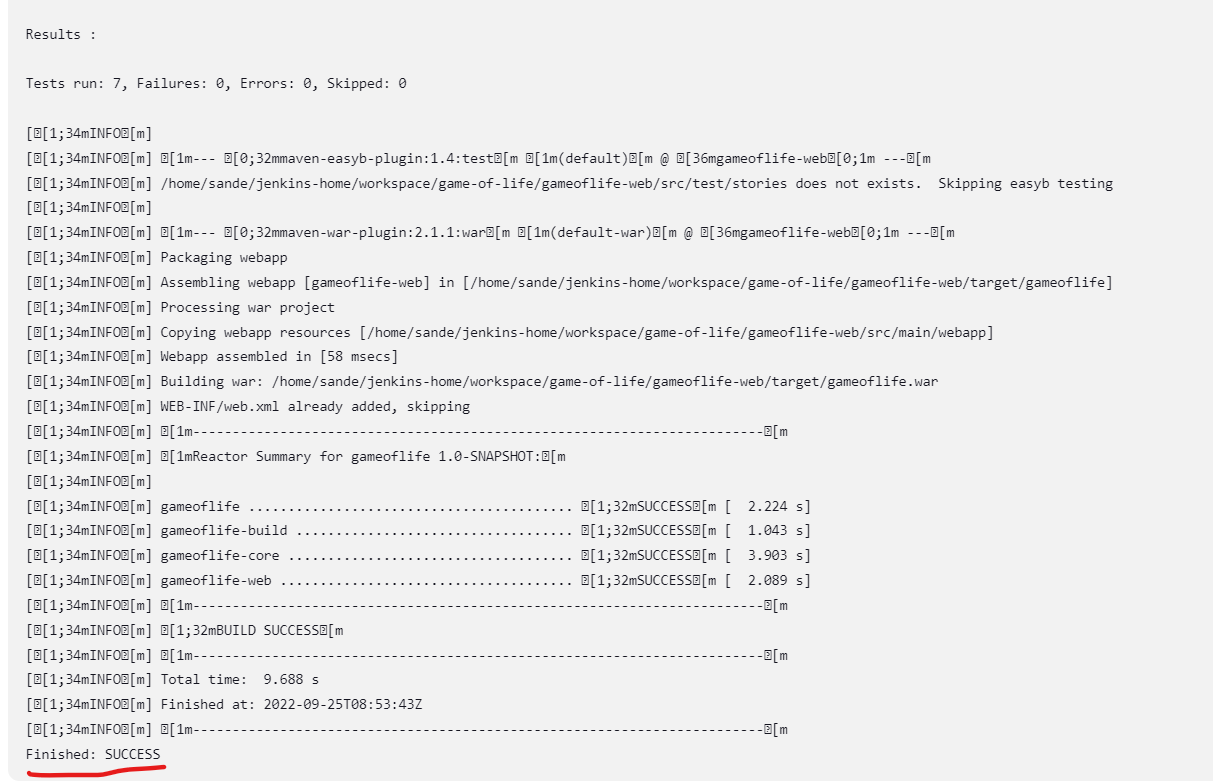 Results :
Tests run: 7, Failures: 0, Errors: 0, Skipped: 0
[␛[1;34mINFO␛[m]
[␛[1;34mINFO␛[m] ␛[1m--- ␛[0;32mmaven-easyb-plugin:1.4:test␛[m ␛[1m(default)␛[m @ ␛[36mgameoflife-web␛[0;1m ---␛[m
[␛[1;34mINFO␛[m] /home/sande/jenkins-home/workspace/game-of-life/gameoflife-web/src/test/stories does not exists.  Skipping easyb testing
[␛[1;34mINFO␛[m]
[␛[1;34mINFO␛[m] ␛[1m--- ␛[0;32mmaven-war-plugin:2.1.1:war␛[m ␛[1m(default-war)␛[m @ ␛[36mgameoflife-web␛[0;1m ---␛[m
[␛[1;34mINFO␛[m] Packaging webapp
[␛[1;34mINFO␛[m] Assembling webapp [gameoflife-web] in [/home/sande/jenkins-home/workspace/game-of-life/gameoflife-web/target/gameoflife]
[␛[1;34mINFO␛[m] Processing war project
[␛[1;34mINFO␛[m] Copying webapp resources [/home/sande/jenkins-home/workspace/game-of-life/gameoflife-web/src/main/webapp]
[␛[1;34mINFO␛[m] Webapp assembled in [58 msecs]
[␛[1;34mINFO␛[m] Building war: /home/sande/jenkins-home/workspace/game-of-life/gameoflife-web/target/gameoflife.war
[␛[1;34mINFO␛[m] WEB-INF/web.xml already added, skipping
[␛[1;34mINFO␛[m] ␛[1m------------------------------------------------------------------------␛[m
[␛[1;34mINFO␛[m] ␛[1mReactor Summary for gameoflife 1.0-SNAPSHOT:␛[m
[␛[1;34mINFO␛[m]
[␛[1;34mINFO␛[m] gameoflife ......................................... ␛[1;32mSUCCESS␛[m [  2.224 s]
[␛[1;34mINFO␛[m] gameoflife-build ................................... ␛[1;32mSUCCESS␛[m [  1.043 s]
[␛[1;34mINFO␛[m] gameoflife-core .................................... ␛[1;32mSUCCESS␛[m [  3.903 s]
[␛[1;34mINFO␛[m] gameoflife-web ..................................... ␛[1;32mSUCCESS␛[m [  2.089 s]
[␛[1;34mINFO␛[m] ␛[1m------------------------------------------------------------------------␛[m
[␛[1;34mINFO␛[m] ␛[1;32mBUILD SUCCESS␛[m
[␛[1;34mINFO␛[m] ␛[1m------------------------------------------------------------------------␛[m
[␛[1;34mINFO␛[m] Total time:  9.688 s
[␛[1;34mINFO␛[m] Finished at: 2022-09-25T08:53:43Z
[␛[1;34mINFO␛[m] ␛[1m------------------------------------------------------------------------␛[m
Finished: SUCCESS